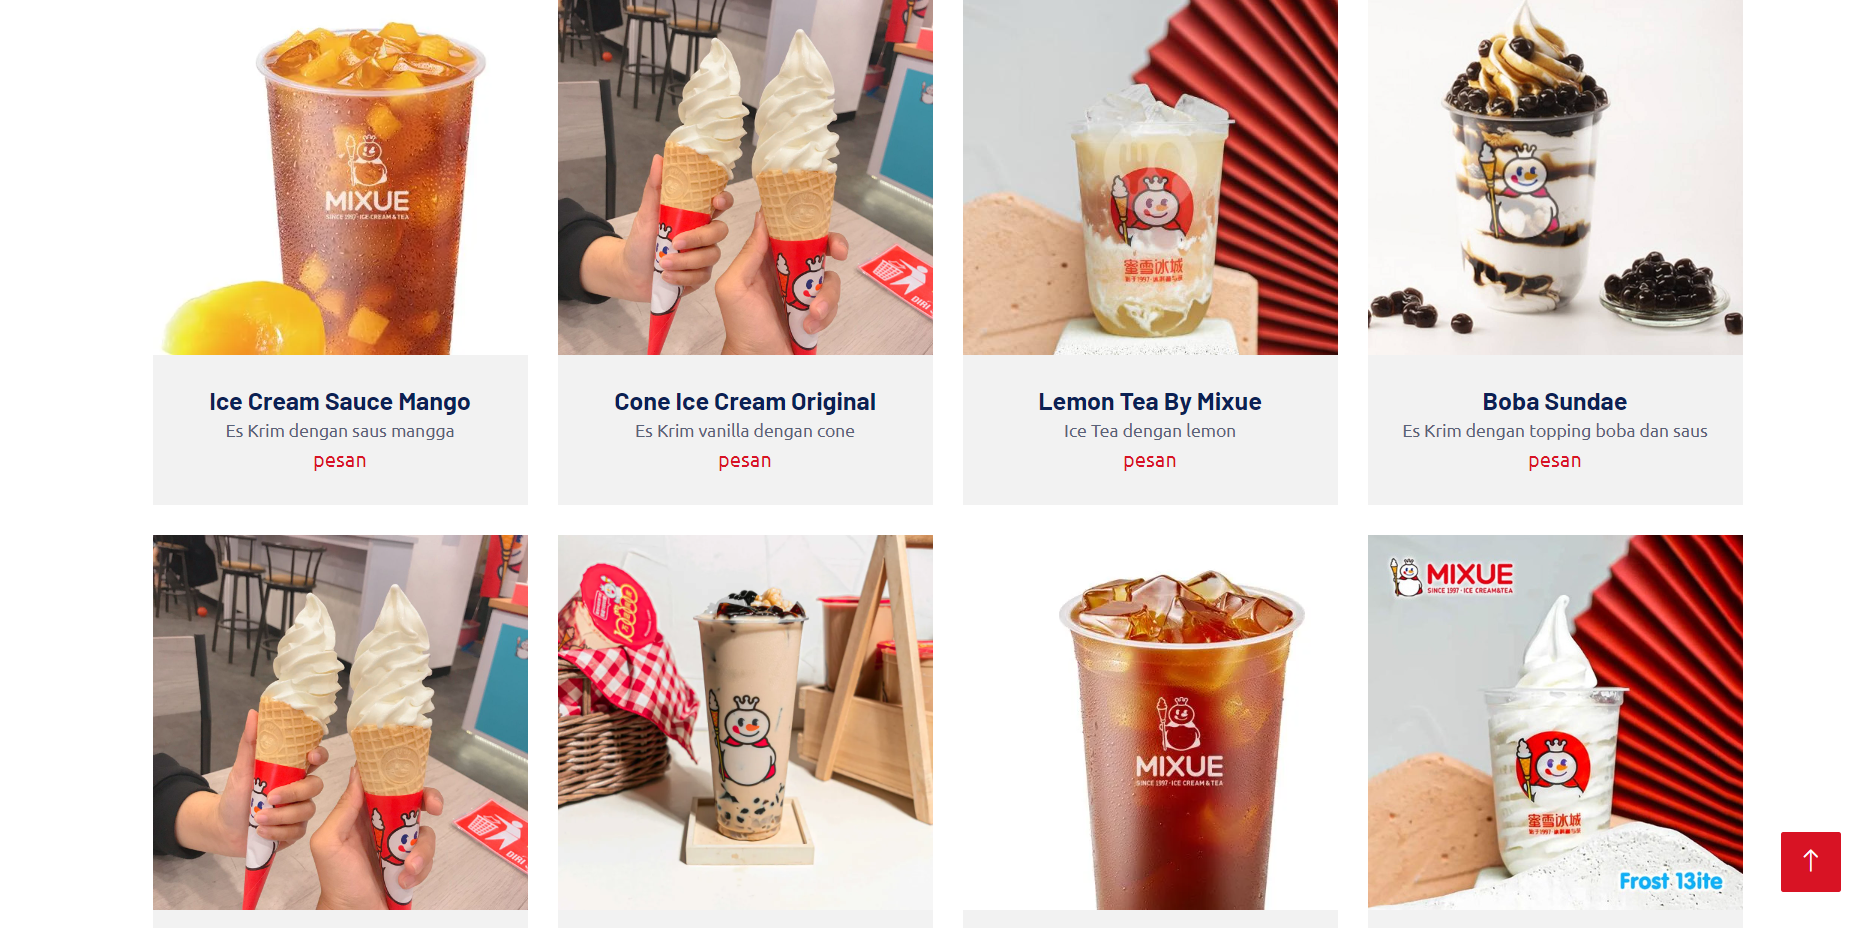 MIXUE
SINCE 1997·ICE CREAM & TEA
蜜雪冰城
Ice Cream Sauce Mango
Es Krim dengan saus mangga
pesan
Cone Ice Cream Original
Es Krim vanilla dengan cone
pesan
Lemon Tea By Mixue
Ice Tea dengan lemon
pesan
Boba Sundae
Es Krim dengan topping boba dan saus
pesan
MIXUE
SINCE 1997·ICE CREAM & TEA
MIXUE
SINCE 1997·ICE CREAM&TEA
蜜雪冰城
Frost 13ite